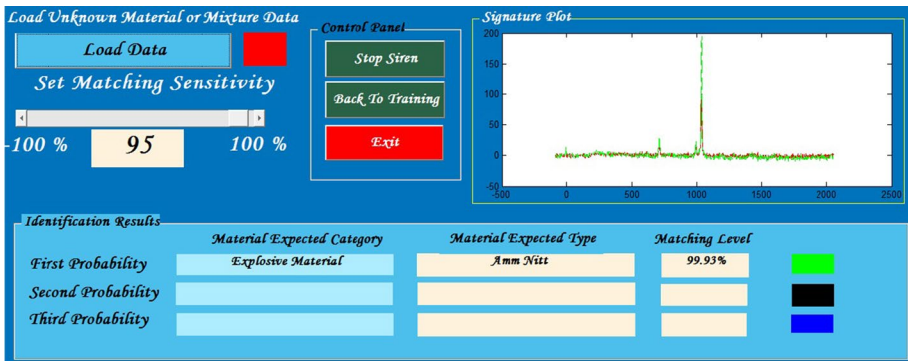 Load Unknown Material or Mixture Data
Load Data
Set Matching Sensitivity
-100 %
95
100 %
Control Panel
Stop Siren
Back To Training
Exit
Signature Plot
200
150
100
50
0
-50
-500 0 500 1000 1500 2000 2500
Identification Results
Material Expected Category Material Expected Type Matching Level
First Probability Explosive Material Amm Nitt 99.93%
Second Probability
Third Probability